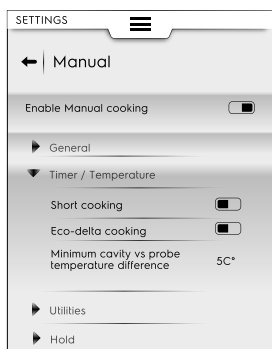 SETTINGS
Manual
Enable Manual cooking
General
Timer / Temperature
Short cooking
Eco-delta cooking
Minimum cavity vs probe
temperature difference
5C°
Utilities
Hold